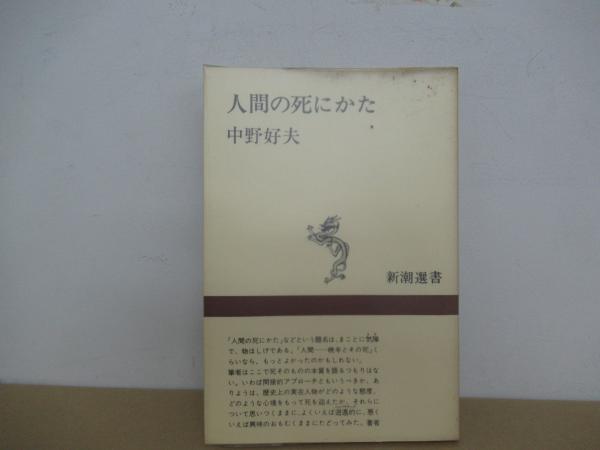 人間の死にかた
中野好夫
新潮選書
「人間の死にかた」などという題名は、まことに気障
で、物ほしげである。「人間――晩年とその死」く
らいなら、もっとよかったのかもしれない。
筆者はここで死そのものの本質を語るつもりはな
い。いわば間接的アプローチともいうべきか、あ
りようは、歴史上の実在人物がどのような態度、
どのような心境をもって死を迎えたか、それらに
ついて思いつくままに、よくいえば逍遥的に、悪く
いえば興味のおもむくままにたどってみた。著者